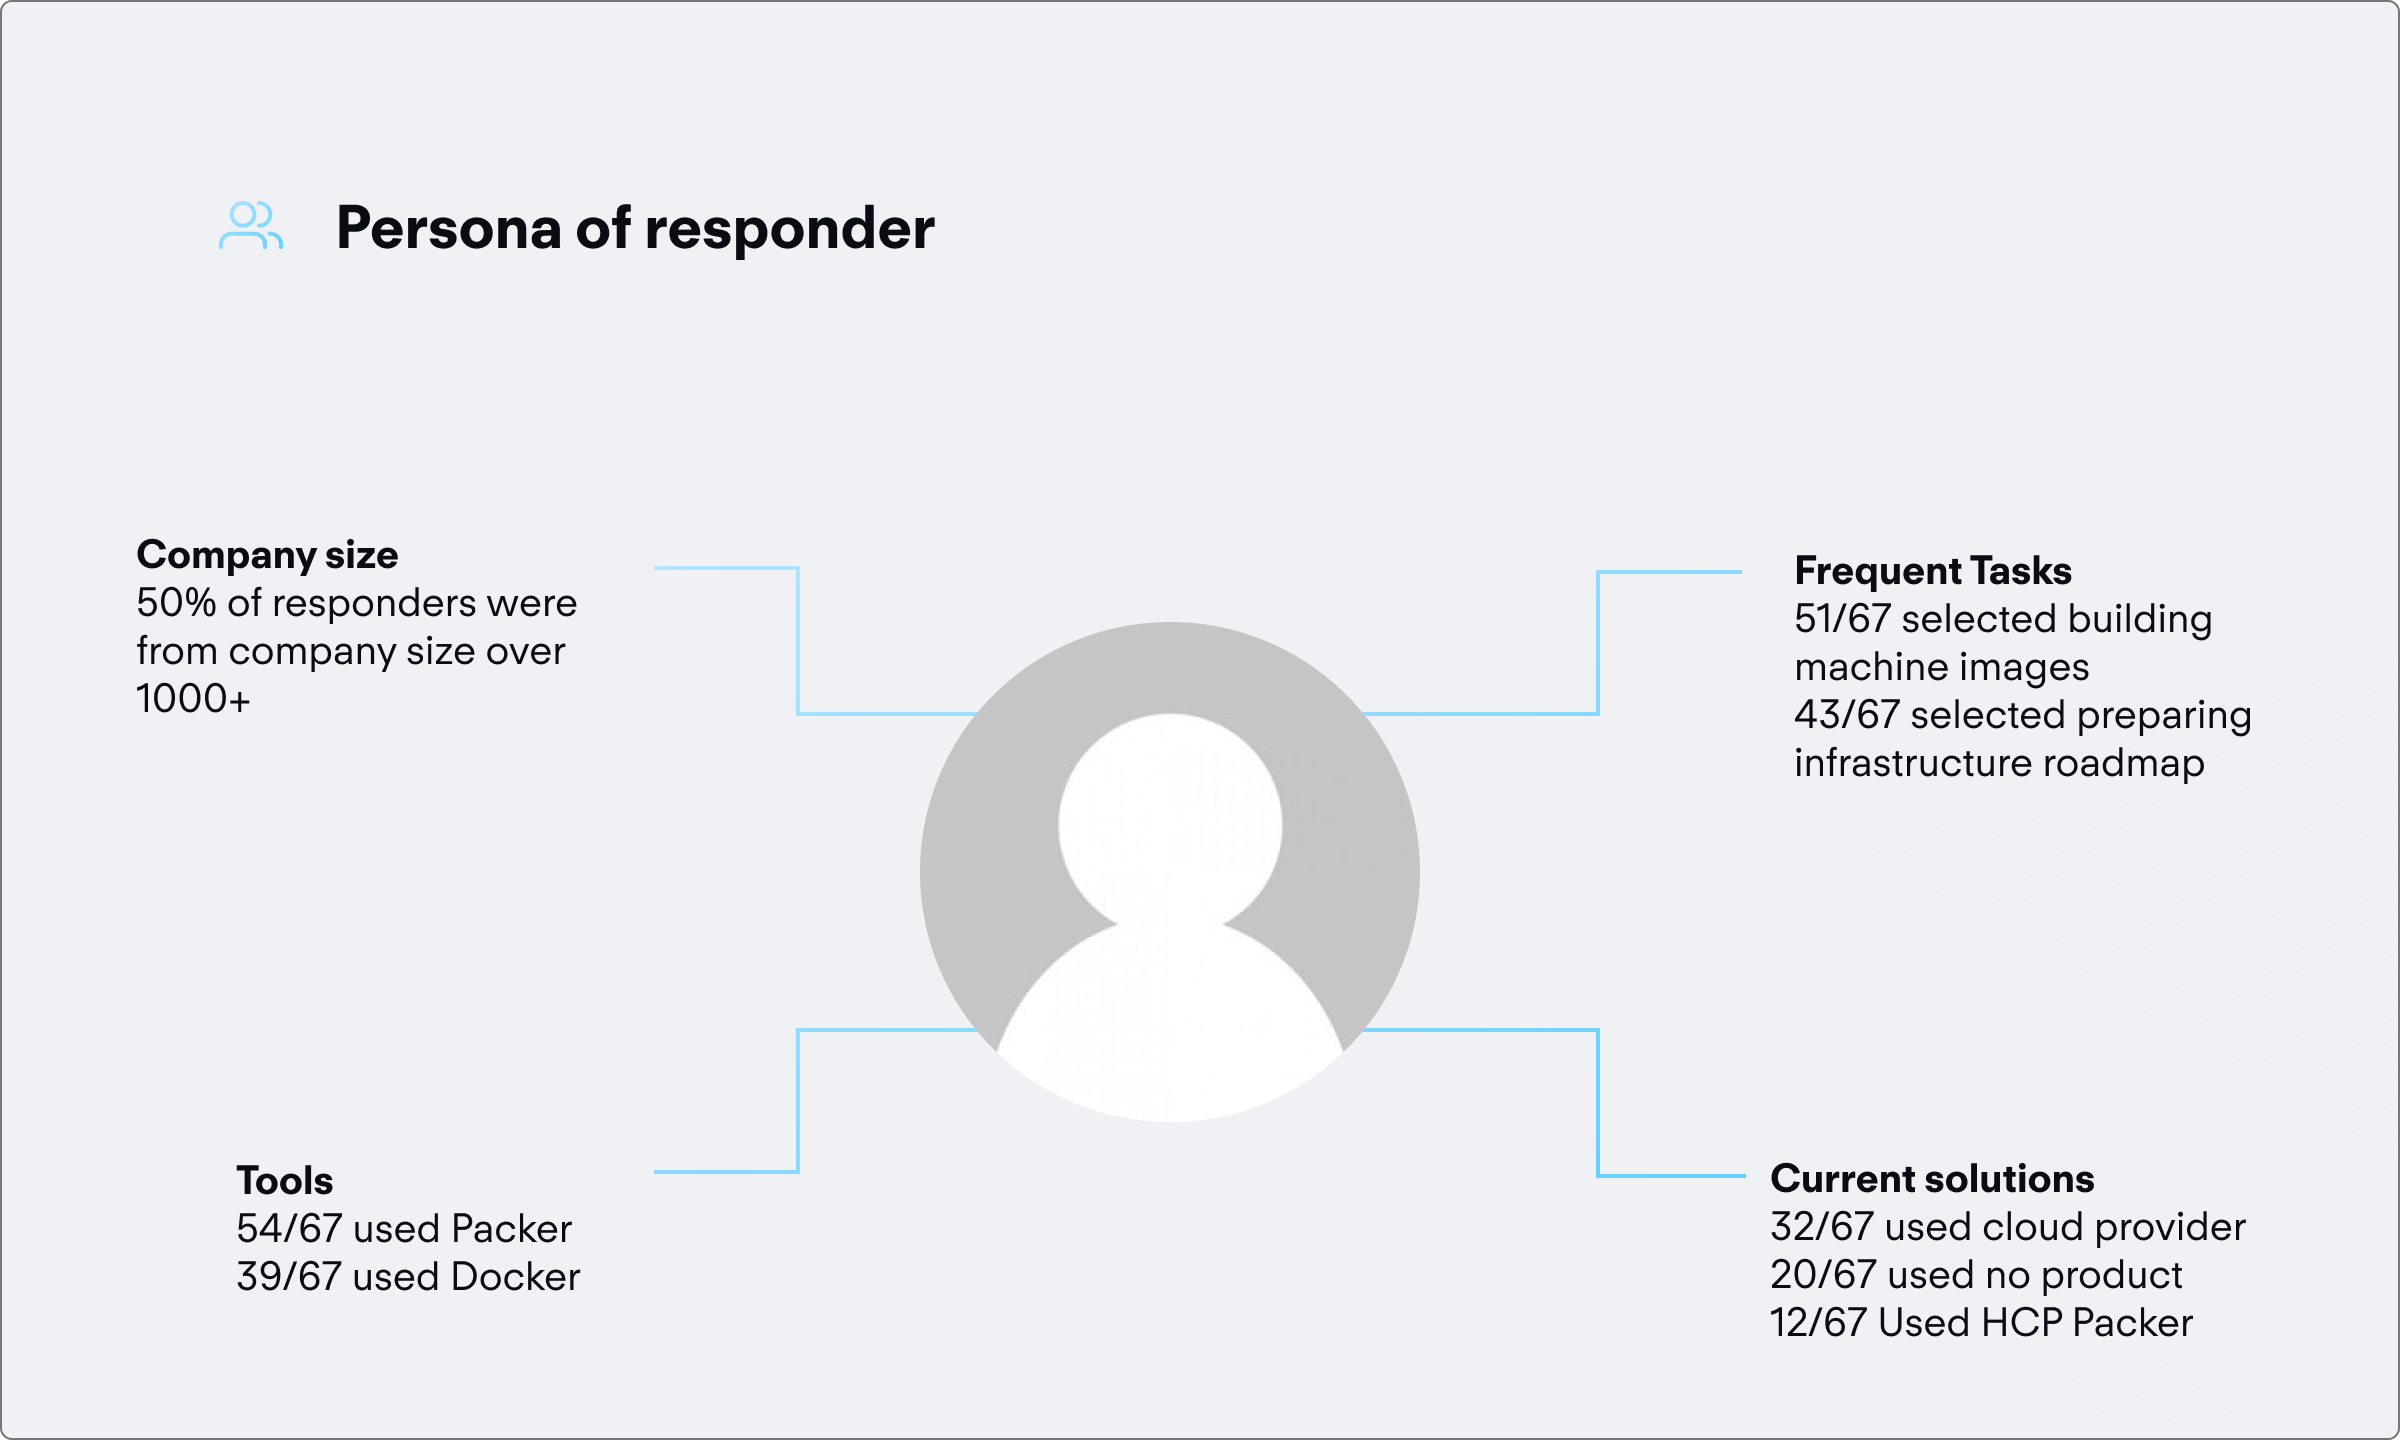 Persona of responder
Company size
50% of responders were
from company size over
1000+
Frequent Tasks
51/67 selected building
machine images
43/67 selected preparing
infrastructure roadmap
Tools
54/67 used Packer
39/67 used Docker
Current solutions
32/67 used cloud provider
20/67 used no product
12/67 Used HCP Packer